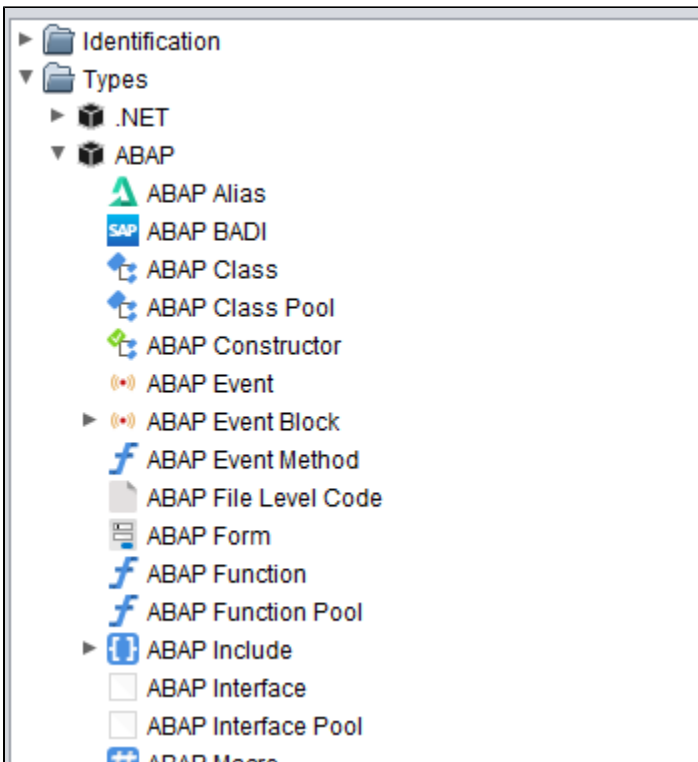 Identification
Types
.NET
ABAP
ABAP Alias
SAP ABAP BADI
ABAP Class
ABAP Class Pool
ABAP Constructor
ABAP Event
ABAP Event Block
ABAP Event Method
ABAP File Level Code
ABAP Form
ABAP Function
ABAP Function Pool
ABAP Include
ABAP Interface
ABAP Interface Pool
ABAP Macro